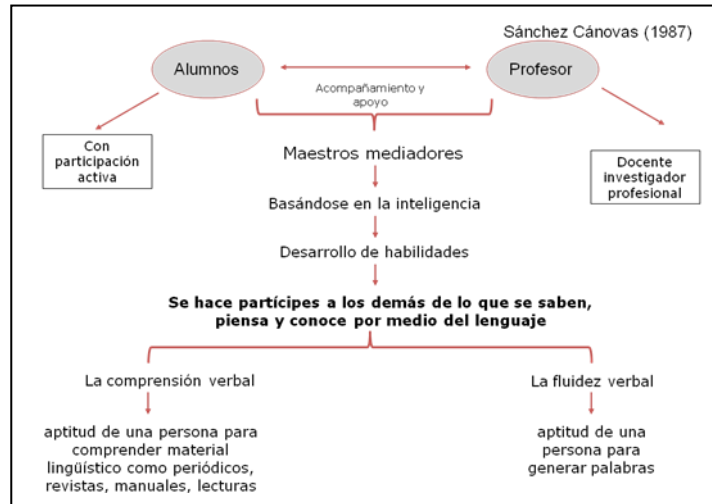 Sánchez Cánovas (1987)
Alumnos
Profesor
Acompañamiento y
apoyo
Con
participación
activa
Maestros mediadores
Docente
investigador
profesional
Basándose en la inteligencia
Desarrollo de habilidades
Se hace partícipes a los demás de lo que se saben,
piensa y conoce por medio del lenguaje
La comprensión verbal
La fluidez verbal
aptitud de una persona para
comprender material
lingüístico como periódicos,
revistas, manuales, lecturas
aptitud de una
persona para
generar palabras